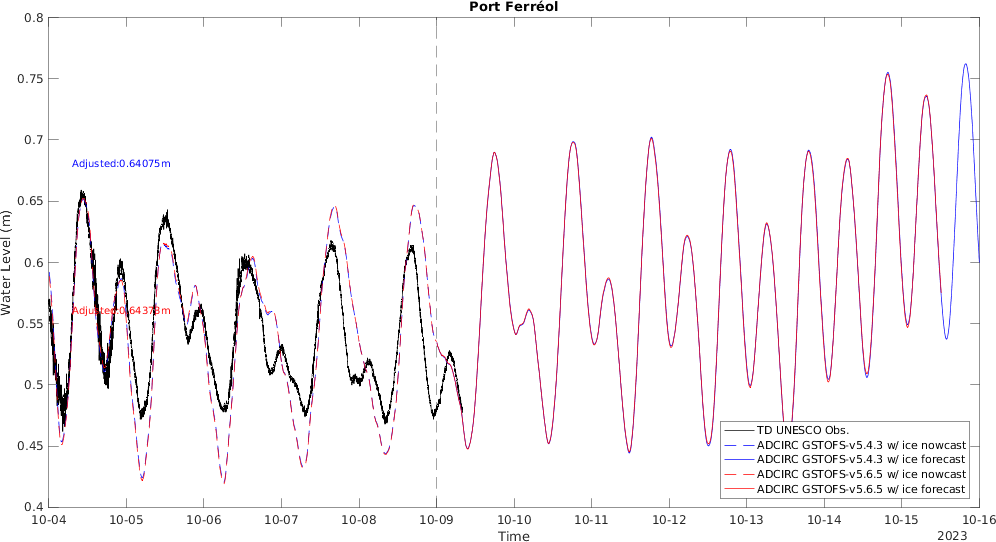 Port Ferréol
0.8
0.75
0.7
0.65
0.6
0.55
0.5
0.45
0.4
Water Level (m)
Adjusted:0.64075m
Adjusted:0.64373m
TD UNESCO Obs.
ADCIRC GSTOFS-v5.4.3 w/ ice nowcast
ADCIRC GSTOFS-v5.4.3 w/ ice forecast
ADCIRC GSTOFS-v5.6.5 w/ ice nowcast
ADCIRC GSTOFS-v5.6.5 w/ ice forecast
10-04 10-05 10-06 10-07 10-08 10-09 10-10 10-11 10-12 10-13 10-14 10-15 10-16
Time
2023